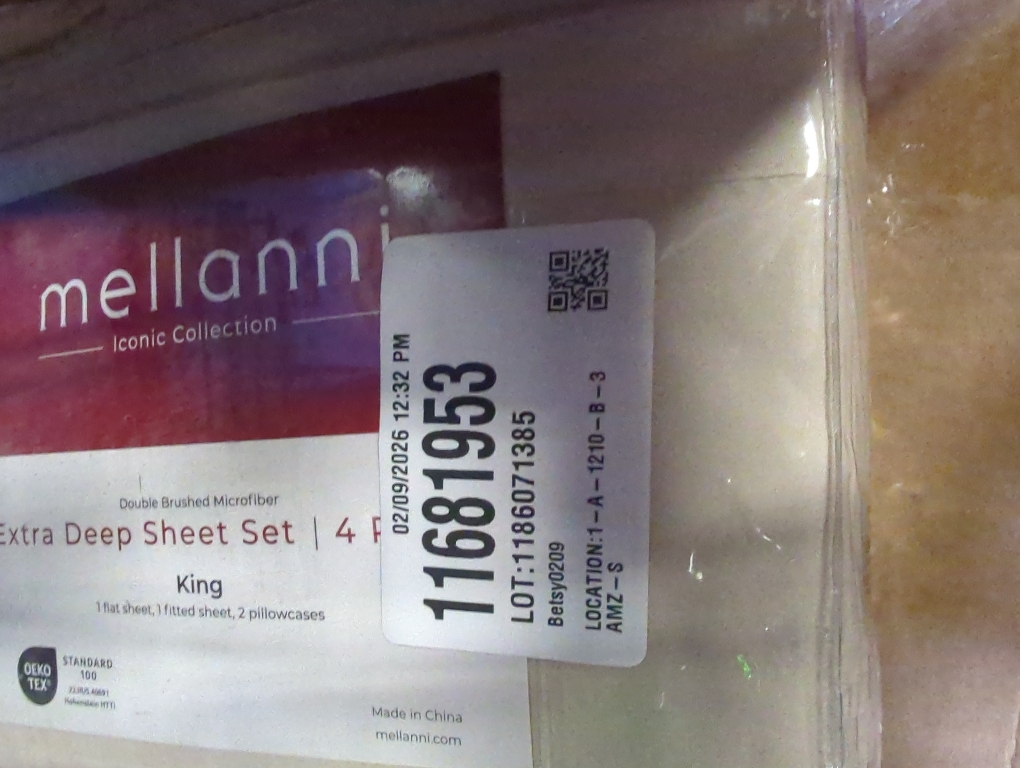 mellanni
Iconic Collection
Double Brushed Microfiber
Extra Deep Sheet Set | 4
King
1 flat sheet, 1 fitted sheet, 2 pillowcases
OEKO
TEX®
STANDARD
100
Made in China
mellanni.com
02/09/2026 12:32 PM
11681953
LOT:1186071385
Betsy0209
LOCATION:1-A-1210-B-3
AMZ-S